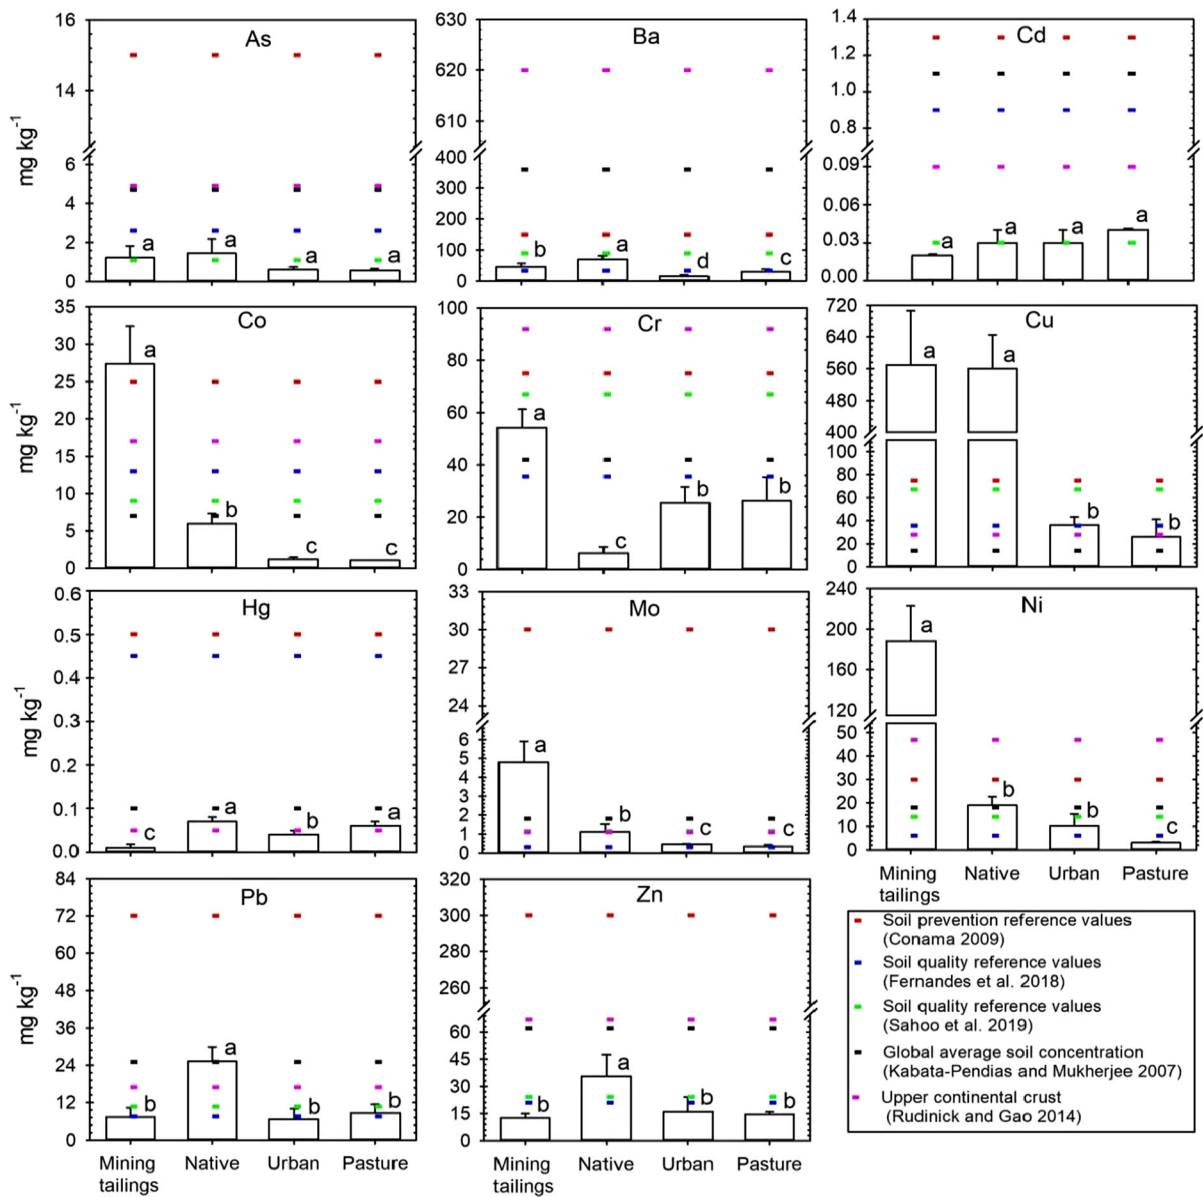 As
16
14
6
4
2
0
mg kg⁻¹
a
a
a
a
Ba
630
620
610
400
300
200
100
0
b
a
d
c
Cd
1.4
1.2
1.0
0.8
0.09
0.06
0.03
0.00
a
a
a
a
Co
35
30
25
20
15
10
5
0
mg kg⁻¹
a
b
c
c
Cr
100
80
60
40
20
0
a
c
b
b
Cu
720
640
560
480
400
100
80
60
40
20
0
a
a
b
b
Hg
0.6
0.5
0.4
0.3
0.2
0.1
0.0
mg kg⁻¹
c
a
b
a
Mo
33
30
27
24
6
5
4
3
2
1
0
a
b
c
c
Ni
240
200
160
120
50
40
30
20
10
0
a
b
b
c
Mining
tailings
Native
Urban
Pasture
Pb
84
72
60
48
36
24
12
0
mg kg⁻¹
b
a
b
b
Mining
tailings
Native
Urban
Pasture
Zn
320
300
280
260
60
45
30
15
0
b
a
b
b
Mining
tailings
Native
Urban
Pasture
Soil prevention reference values
(Conama 2009)
Soil quality reference values
(Fernandes et al. 2018)
Soil quality reference values
(Sahoo et al. 2019)
Global average soil concentration
(Kabata-Pendias and Mukherjee 2007)
Upper continental crust
(Rudinick and Gao 2014)